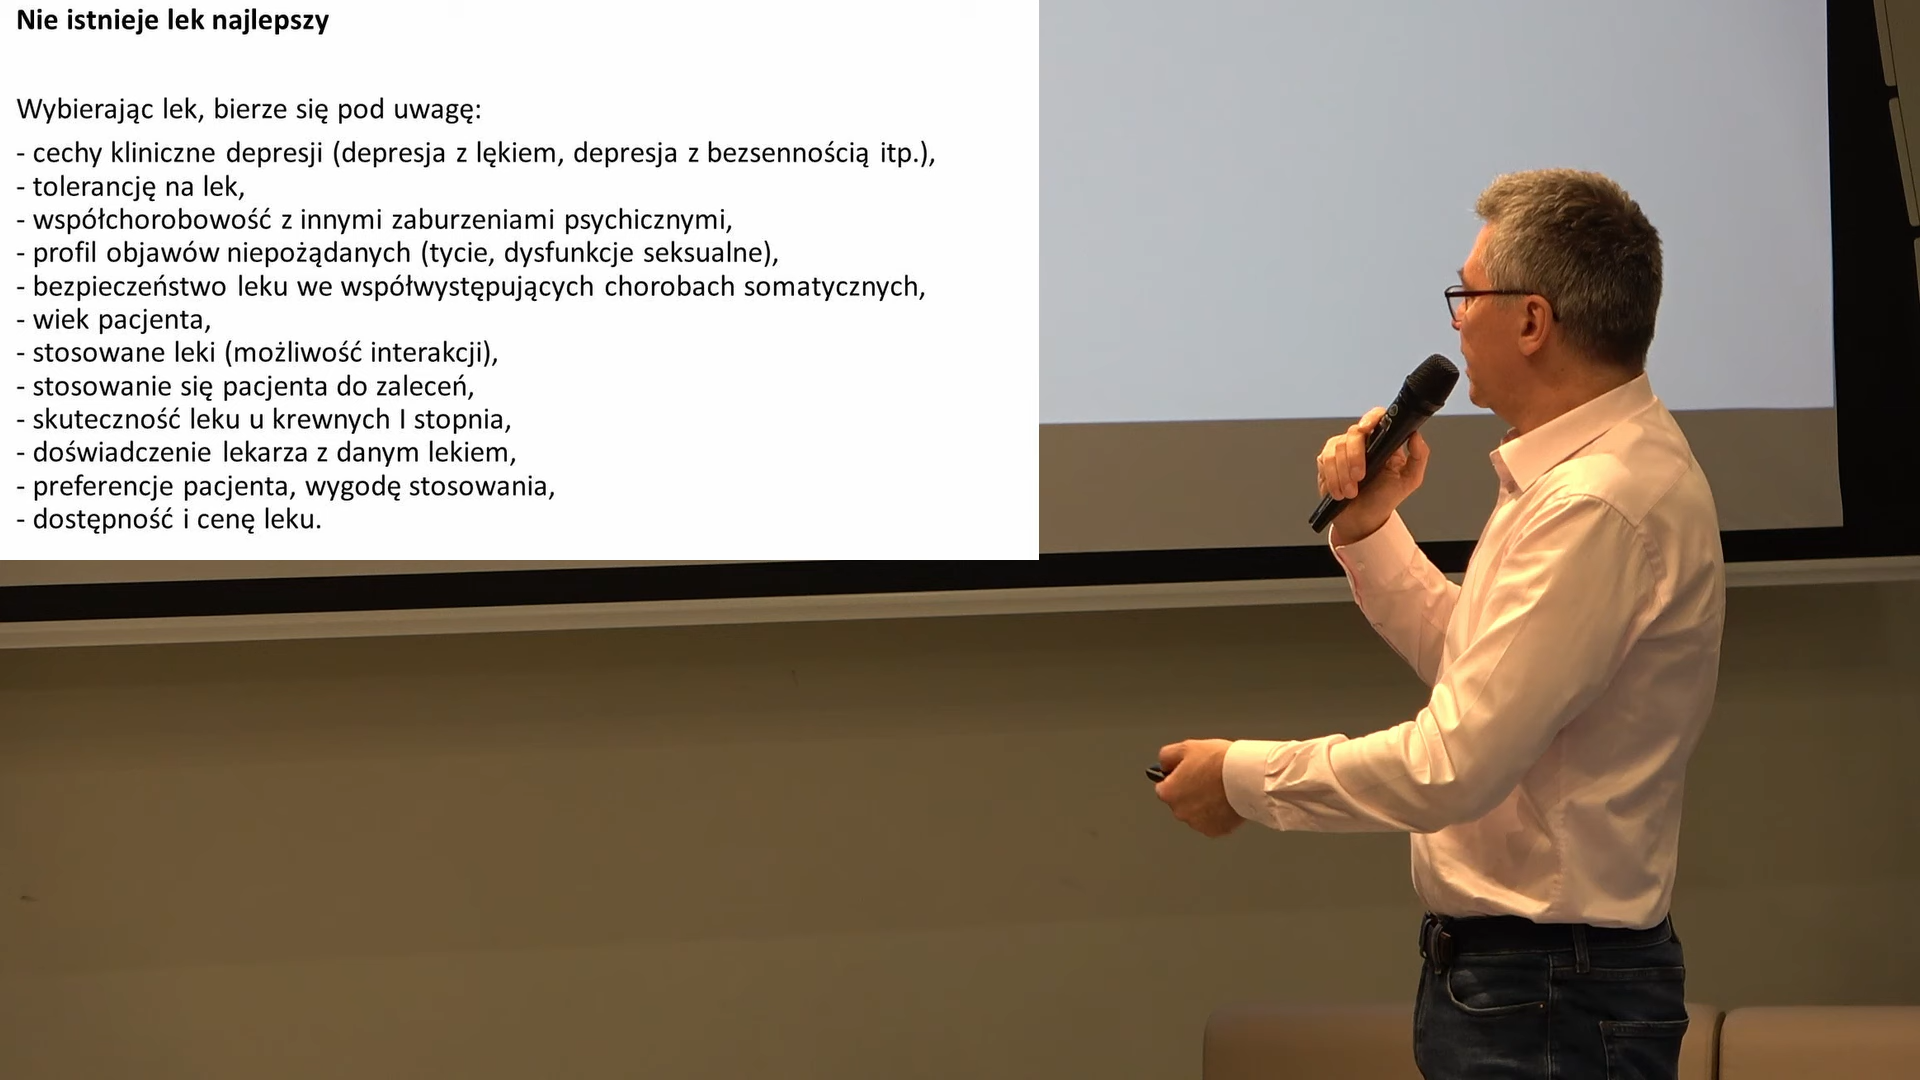 Nie istnieje lek najlepszy
Wybierając lek, bierze się pod uwagę:
- cechy kliniczne depresji (depresja z lękiem, depresja z bezsennością itp.),
- tolerancję na lek,
- współchorobowość z innymi zaburzeniami psychicznymi,
- profil objawów niepożądanych (tycie, dysfunkcje seksualne),
- bezpieczeństwo leku we współwystępujących chorobach somatycznych,
- wiek pacjenta,
- stosowane leki (możliwość interakcji),
- stosowanie się pacjenta do zaleceń,
- skuteczność leku u krewnych I stopnia,
- doświadczenie lekarza z danym lekiem,
- preferencje pacjenta, wygodę stosowania,
- dostępność i cenę leku.